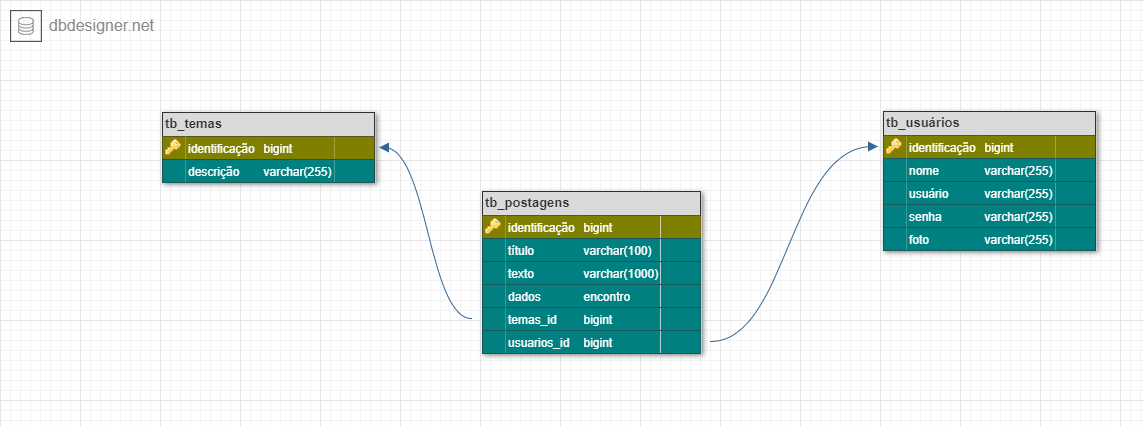 dbdesigner.net
tb_temas
identificação bigint
descrição varchar(255)
tb_postagens
identificação bigint
título varchar(100)
texto varchar(1000)
dados encontro
temas_id bigint
usuarios_id bigint
tb_usuários
identificação bigint
nome varchar(255)
usuário varchar(255)
senha varchar(255)
foto varchar(255)